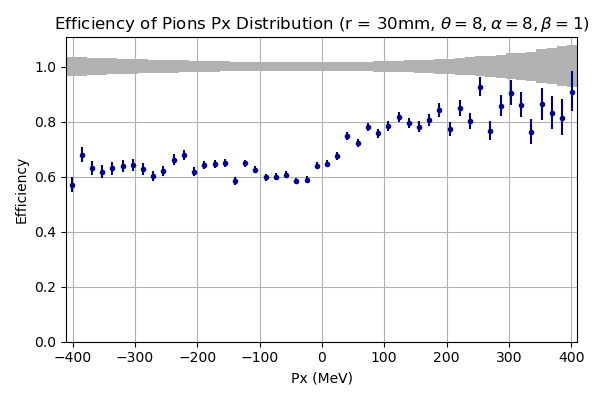 Efficiency of Pions Px Distribution (r = 30mm, θ = 8, α = 8, β = 1)
1.0
0.8
0.6
0.4
0.2
0.0
Efficiency
−400 −300 −200 −100 0 100 200 300 400
Px (MeV)